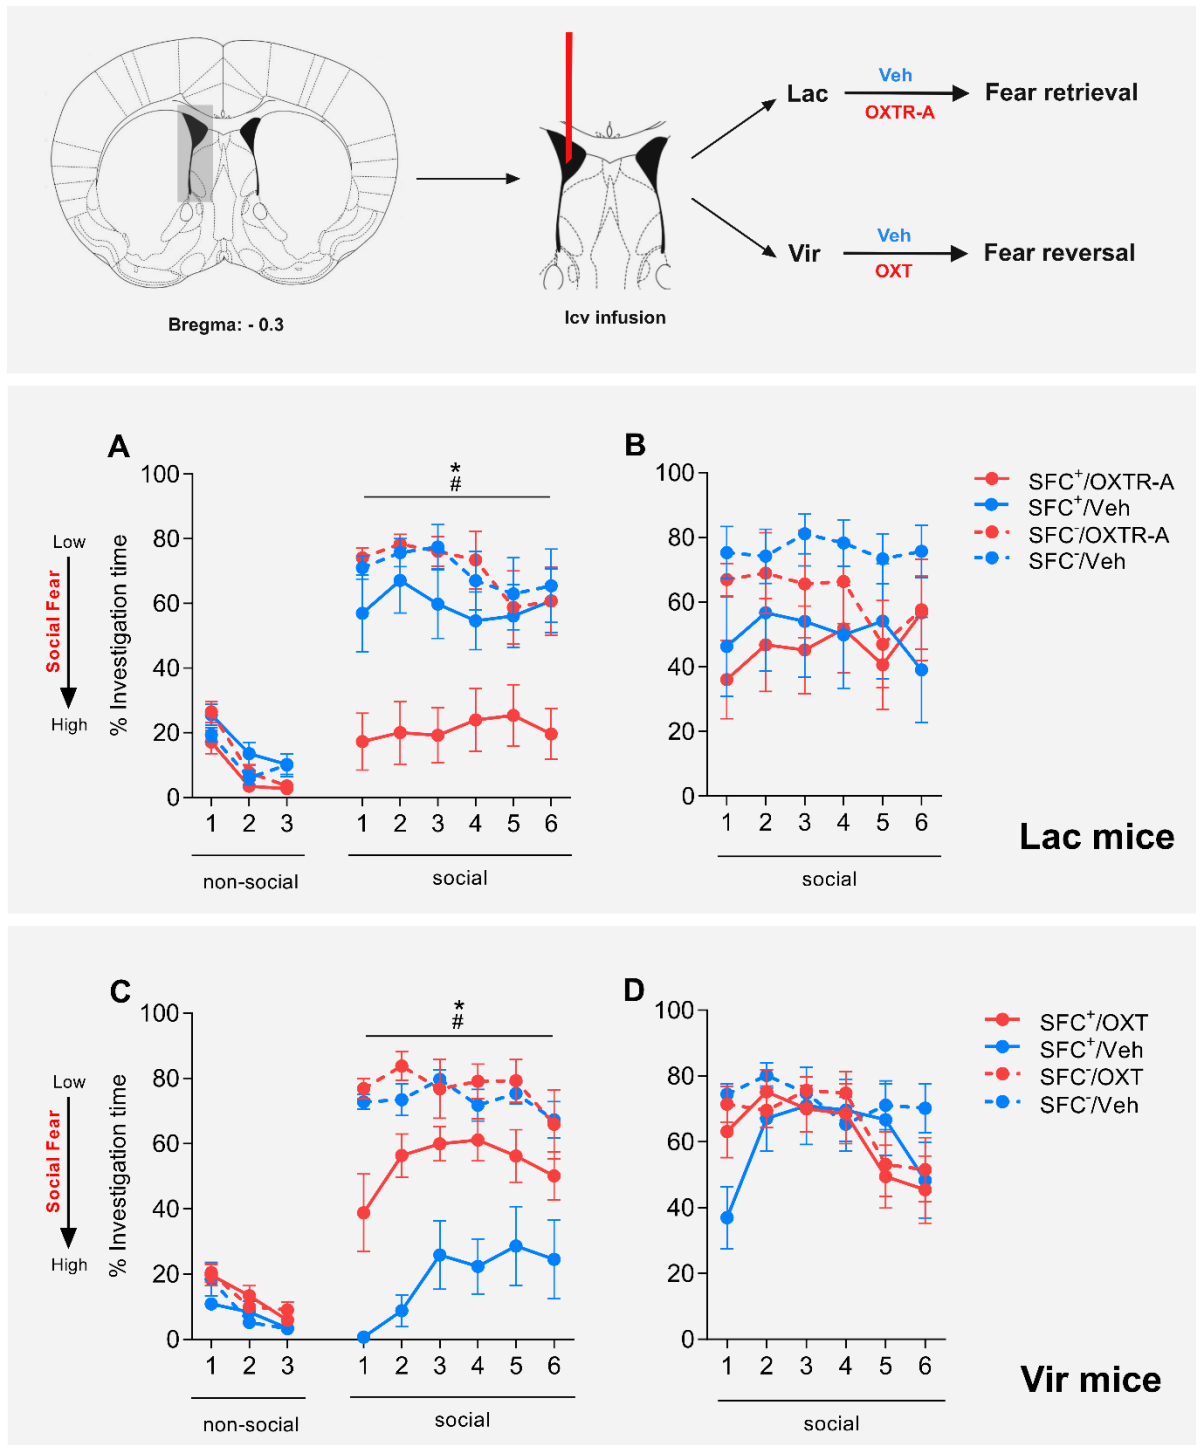 Bregma: - 0.3
Icv infusion
Lac
Veh
OXTR-A
Fear retrieval
Vir
Veh
OXT
Fear reversal
A
*
#
100
80
60
40
20
0
% Investigation time
Low
Social Fear
High
1 2 3
1 2 3 4 5 6
non-social
social
B
100
80
60
40
20
0
1 2 3 4 5 6
social
SFC⁺/OXTR-A
SFC⁺/Veh
SFC⁻/OXTR-A
SFC⁻/Veh
Lac mice
C
*
#
100
80
60
40
20
0
% Investigation time
Low
Social Fear
High
1 2 3
1 2 3 4 5 6
non-social
social
D
100
80
60
40
20
0
1 2 3 4 5 6
social
SFC⁺/OXT
SFC⁺/Veh
SFC⁻/OXT
SFC⁻/Veh
Vir mice